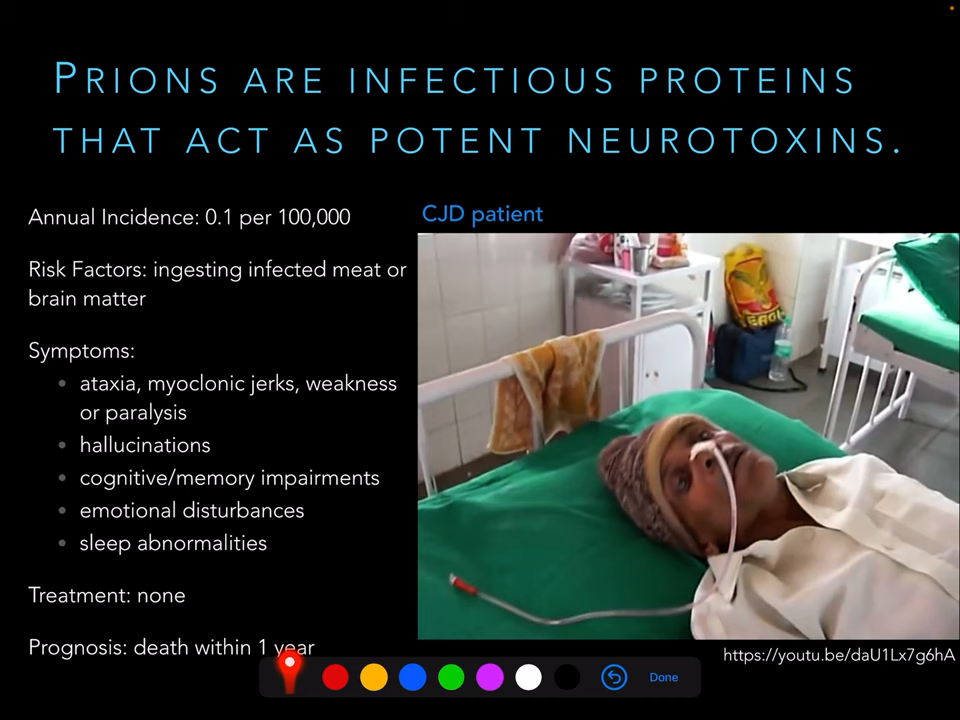 PRIONS ARE INFECTIOUS PROTEINS
THAT ACT AS POTENT NEUROTOXINS.
Annual Incidence: 0.1 per 100,000
CJD patient
Risk Factors: ingesting infected meat or
brain matter
Symptoms:
• ataxia, myoclonic jerks, weakness
or paralysis
• hallucinations
• cognitive/memory impairments
• emotional disturbances
• sleep abnormalities
Treatment: none
Prognosis: death within 1 year
https://youtu.be/daU1Lx7g6hA
Done